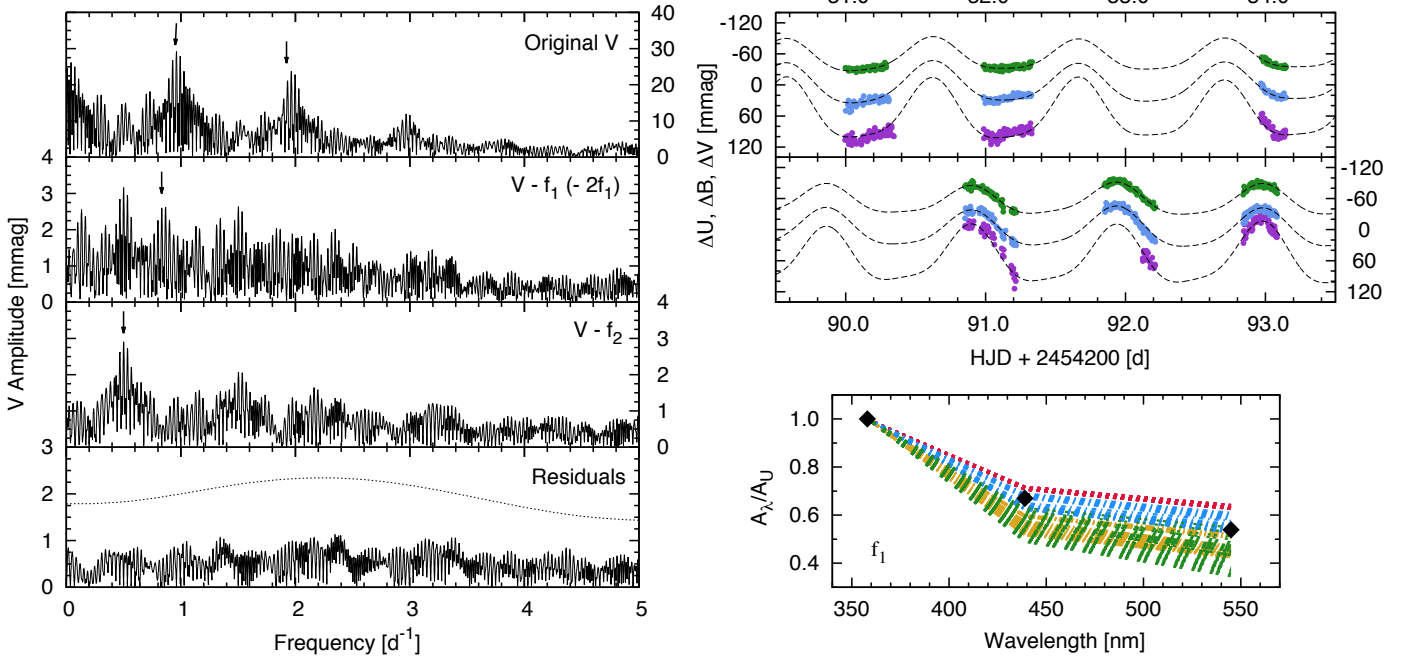 Original V
40
30
20
10
0
V - f1 (- 2f1)
4
3
2
1
0
V - f2
4
3
2
1
0
Residuals
3
2
1
0
0 1 2 3 4 5
Frequency [d-1]
V Amplitude [mmag]
-120
-60
0
60
120
-120
-60
0
60
120
ΔU, ΔB, ΔV [mmag]
90.0 91.0 92.0 93.0
HJD + 2454200 [d]
1.0
0.8
0.6
0.4
Aλ/AU
f1
350 400 450 500 550
Wavelength [nm]